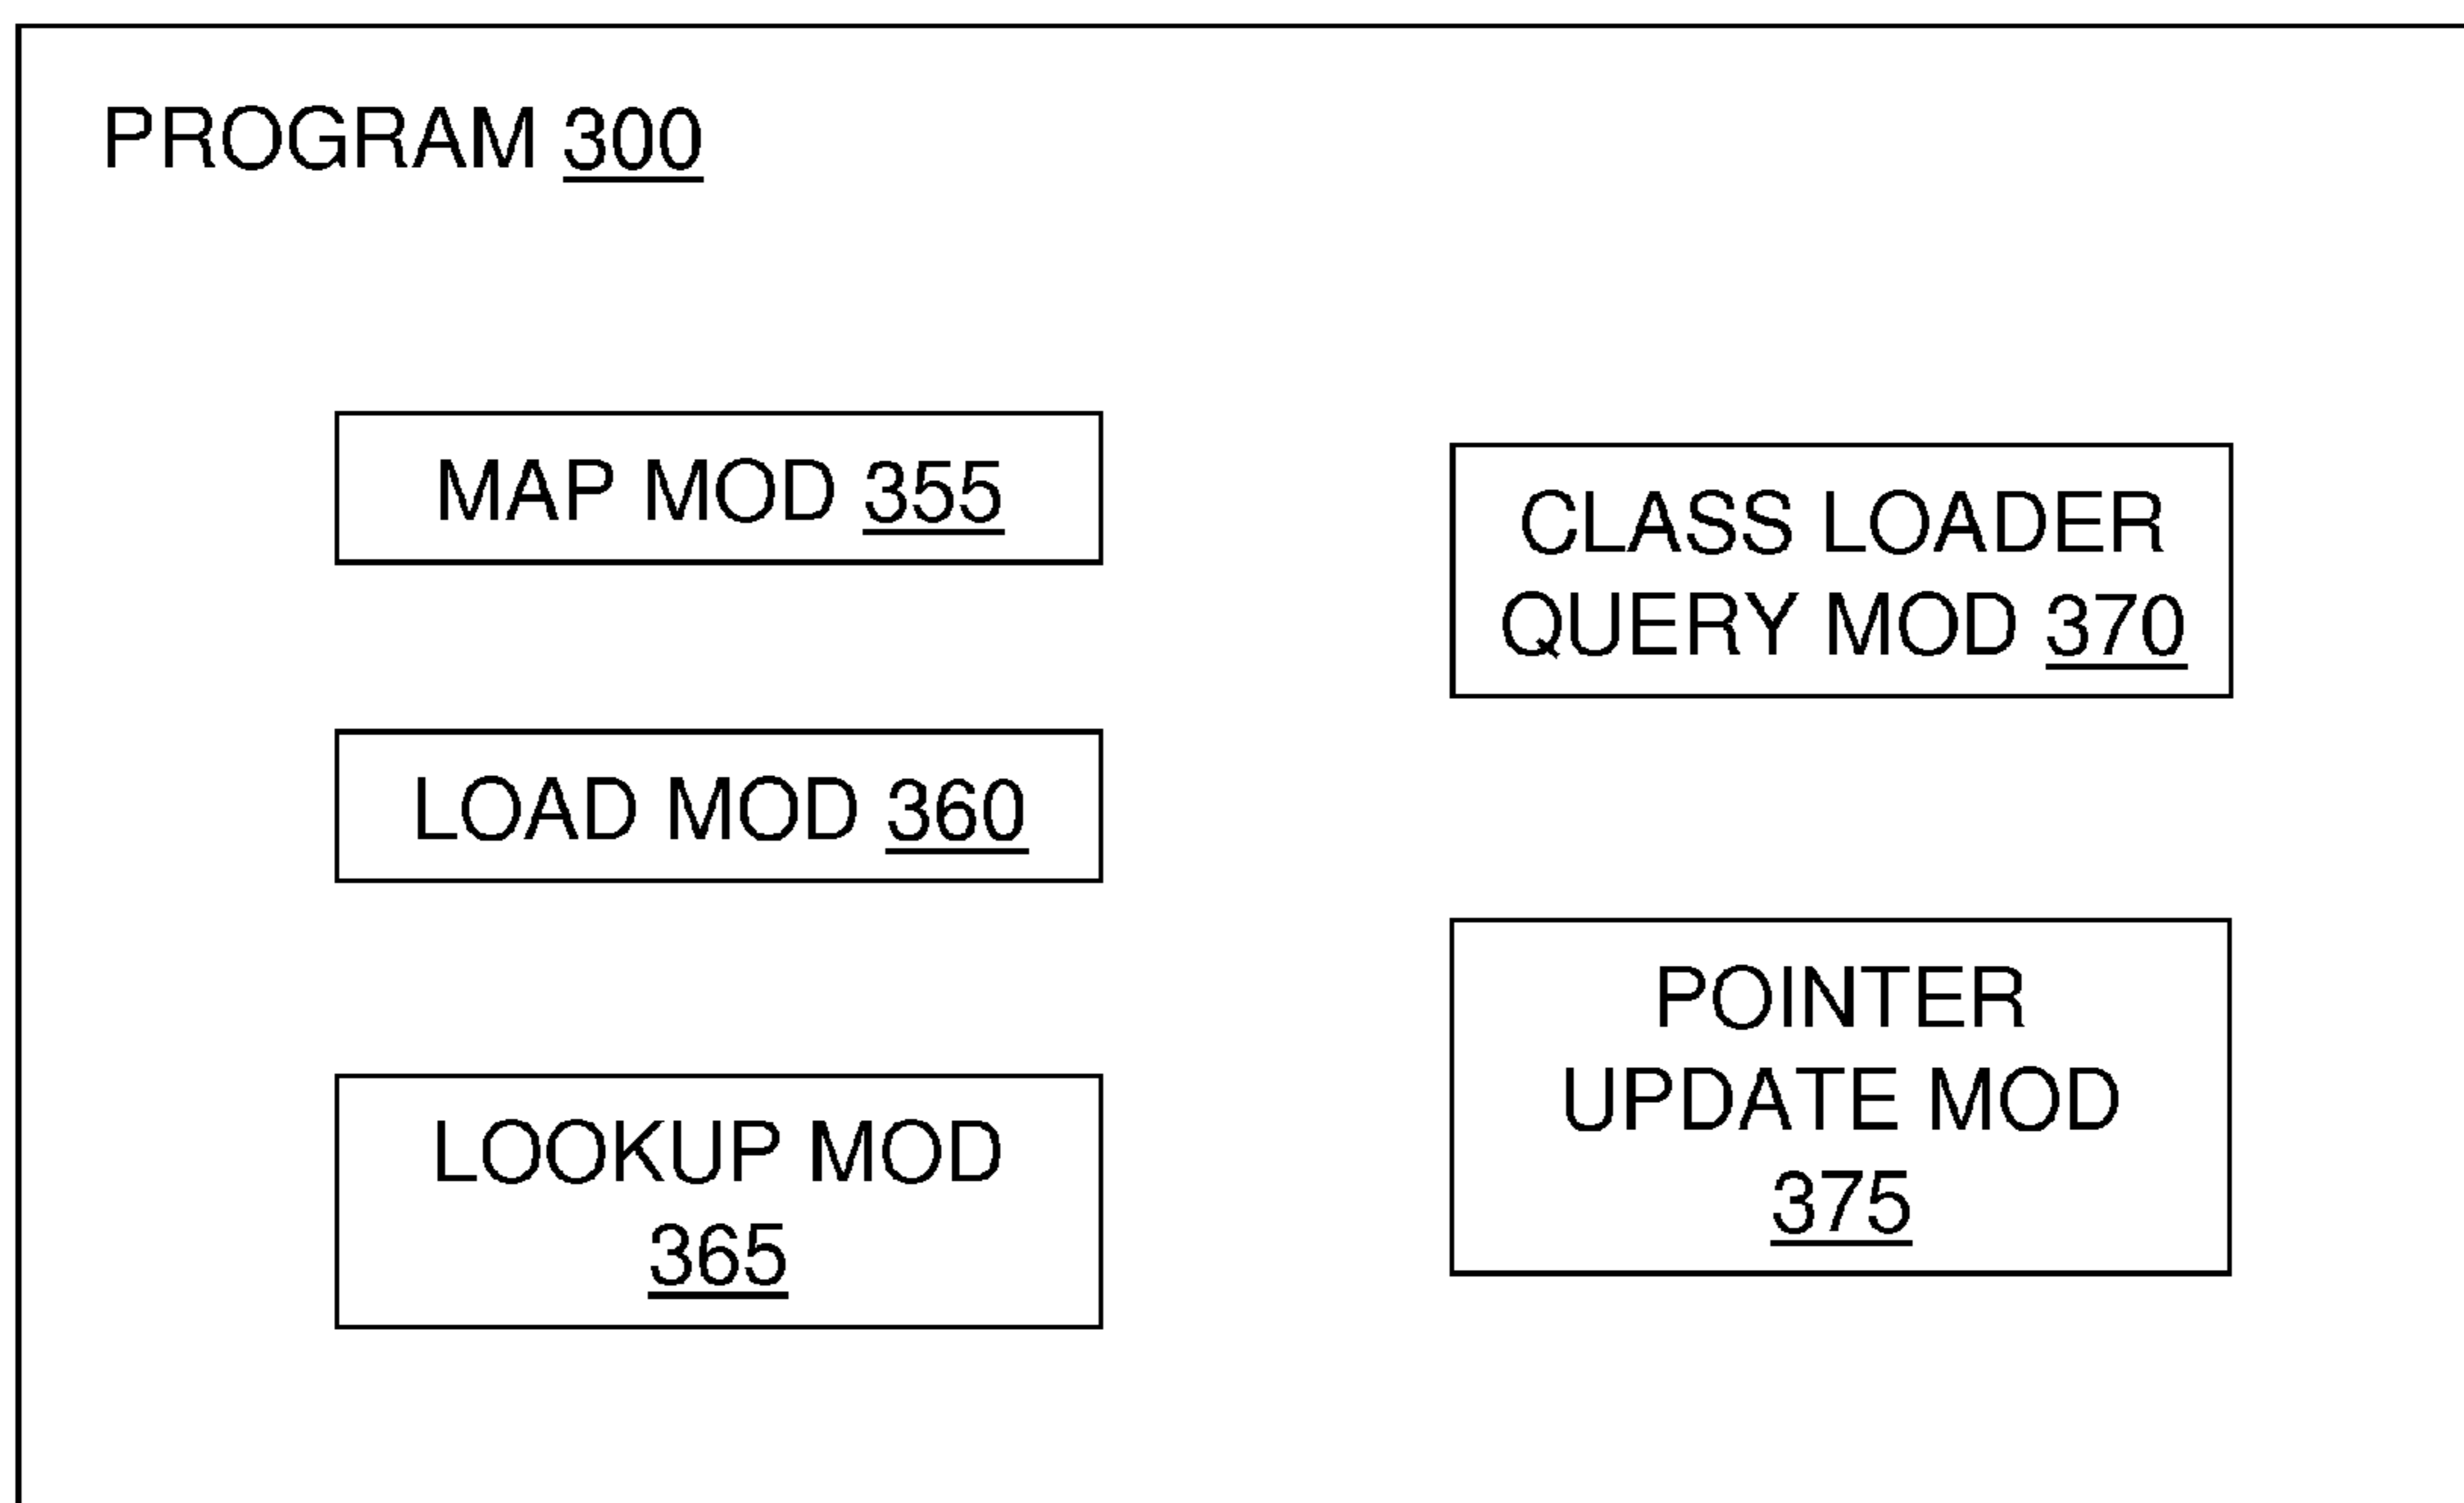 PROGRAM 300
MAP MOD 355
LOAD MOD 360
LOOKUP MOD
365
CLASS LOADER
QUERY MOD 370
POINTER
UPDATE MOD
375